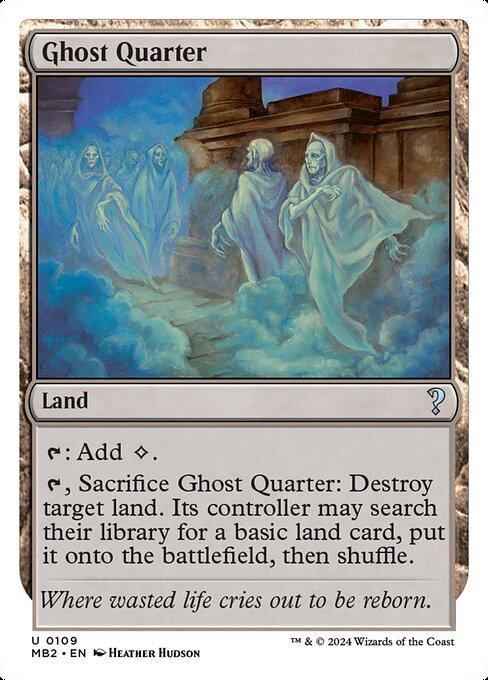 Ghost Quarter
Land
: Add .
, Sacrifice Ghost Quarter: Destroy
target land. Its controller may search
their library for a basic land card, put
it onto the battlefield, then shuffle.
Where wasted life cries out to be reborn.
U 0109
MB2 • EN Heather Hudson
™ & © 2024 Wizards of the Coast